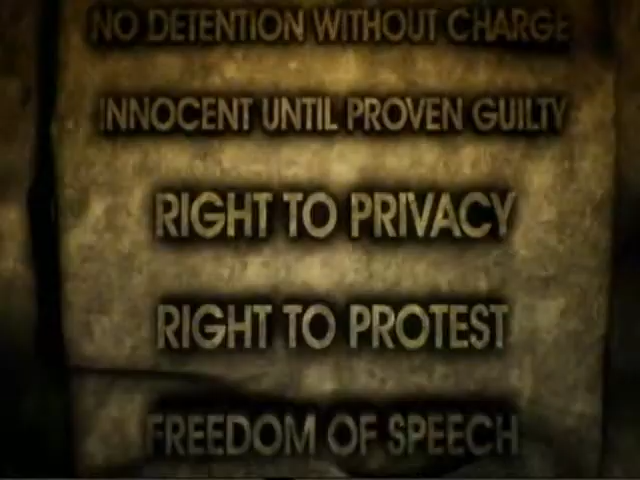 NO DETENTION WITHOUT CHARGE
INNOCENT UNTIL PROVEN GUILTY
RIGHT TO PRIVACY
RIGHT TO PROTEST
FREEDOM OF SPEECH